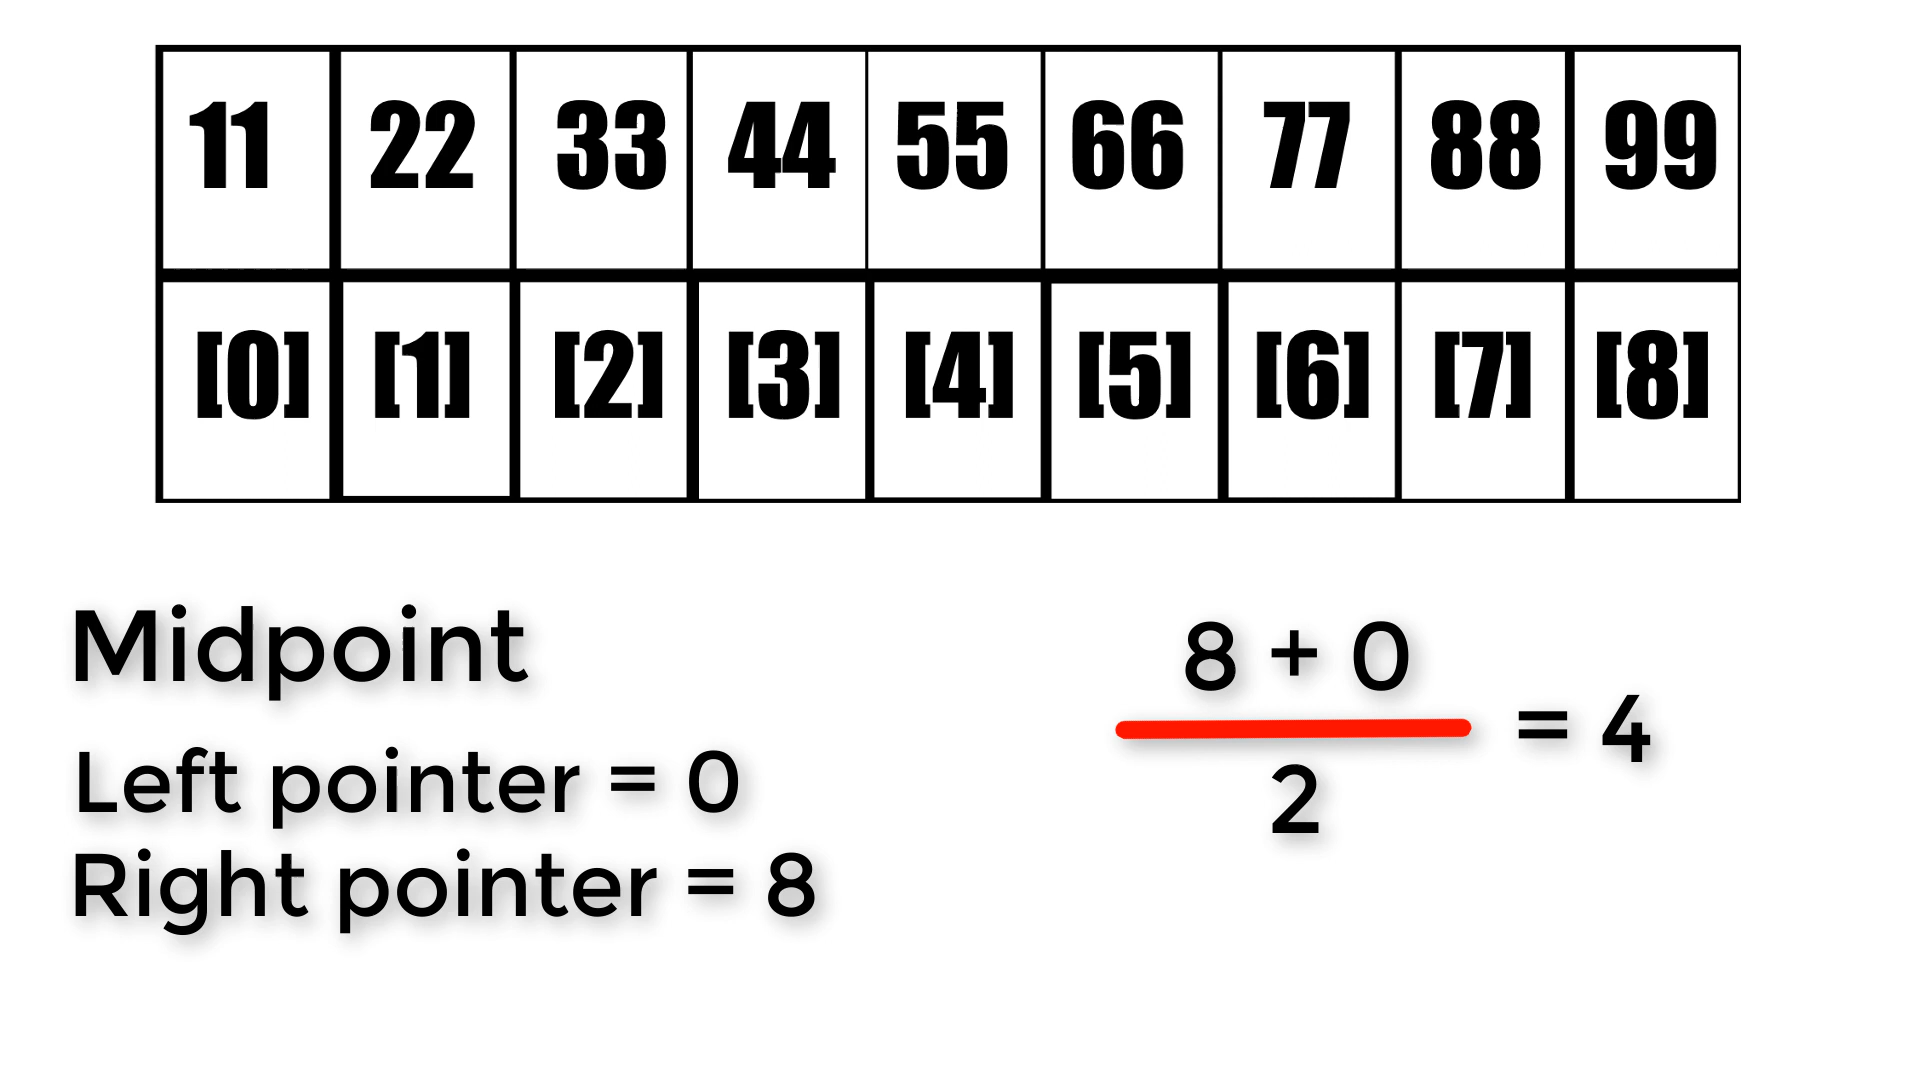 11 22 33 44 55 66 77 88 99
[0] [1] [2] [3] [4] [5] [6] [7] [8]
Midpoint
Left pointer = 0
Right pointer = 8
8 + 0
= 4
2